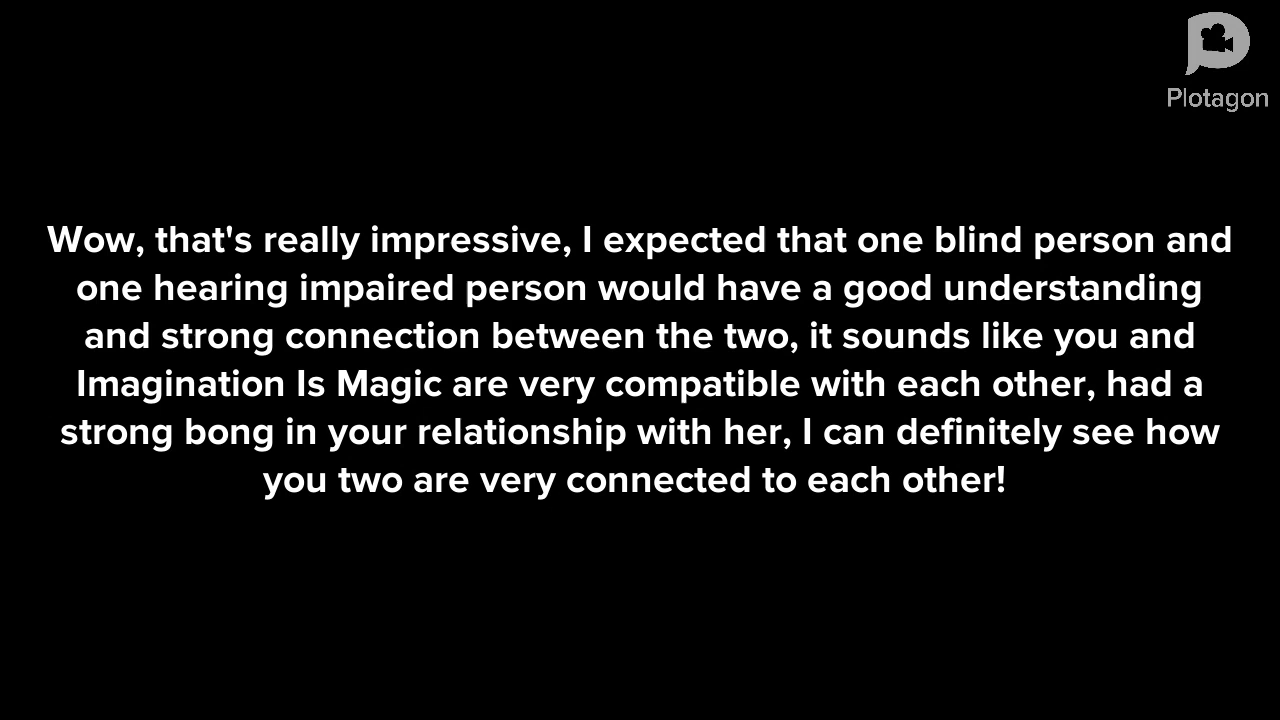 Plotagon
Wow, that's really impressive, I expected that one blind person and
one hearing impaired person would have a good understanding
and strong connection between the two, it sounds like you and
Imagination Is Magic are very compatible with each other, had a
strong bong in your relationship with her, I can definitely see how
you two are very connected to each other!